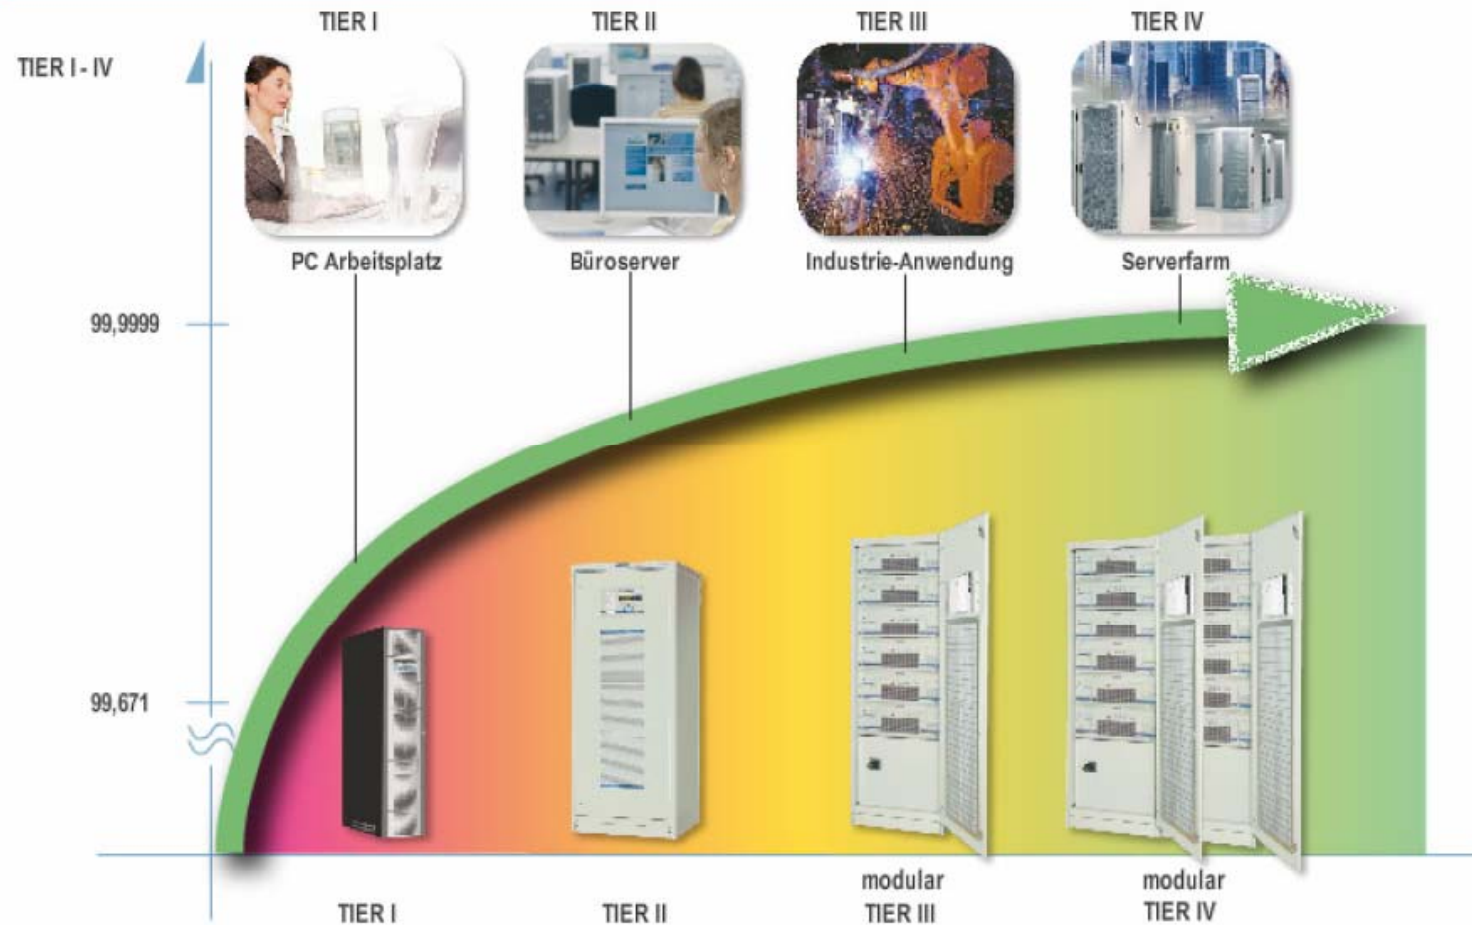 TIER I
TIER II
TIER III
TIER IV
TIER I - IV
PC Arbeitsplatz
Büroserver
Industrie-Anwendung
Serverfarm
99,9999
99,671
modular
modular
TIER I
TIER II
TIER III
TIER IV